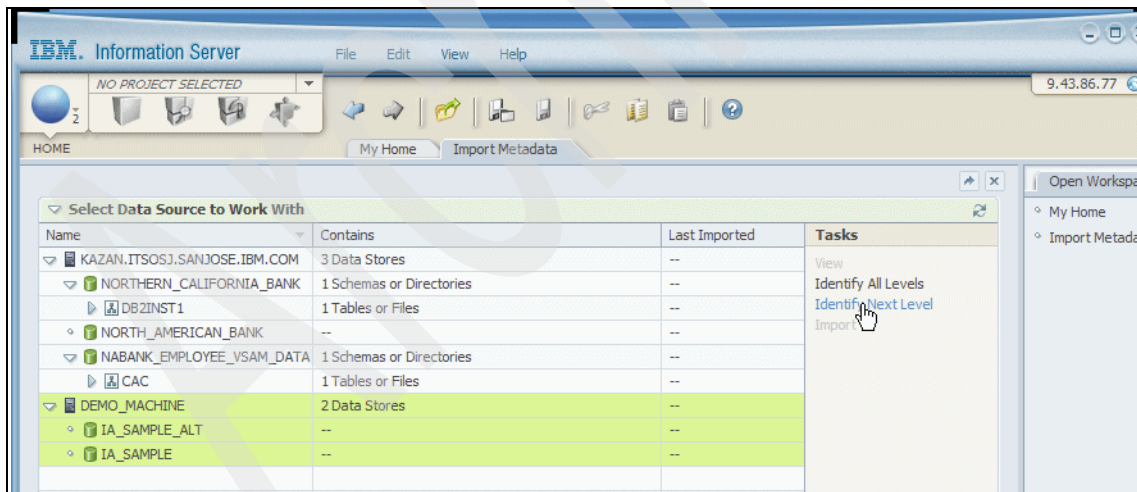 IBM. Information Server File Edit View Help
NO PROJECT SELECTED 9.43.86.77
2
HOME My Home Import Metadata
Open
Select Data Source to Work With My Home
Name Contains Last Imported Tasks Import
KAZAN.ITSOSJ.SANJOSE.IBM.COM 3 Data Stores -- View
NORTHERN_CALIFORNIA_BANK 1 Schemas or Directories -- Identify All Levels
DB2INST1 1 Tables or Files -- Identify Next Level
NORTH_AMERICAN_BANK -- -- Import
NABANK_EMPLOYEE_VSAM_DATA 1 Schemas or Directories --
CAC 1 Tables or Files --
DEMO_MACHINE 2 Data Stores --
IA_SAMPLE_ALT -- --
IA_SAMPLE -- --